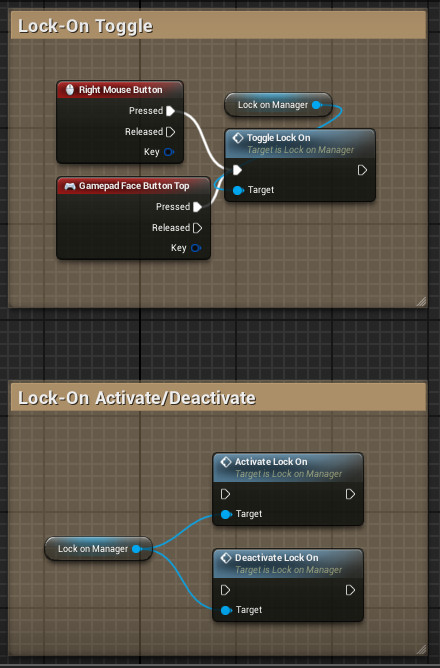 Lock-On Toggle
Right Mouse Button
Pressed
Released
Key
Lock on Manager
Toggle Lock On
Target is Lock on Manager
Target
Gamepad Face Button Top
Pressed
Released
Key
Lock-On Activate/Deactivate
Activate Lock On
Target is Lock on Manager
Target
Lock on Manager
Deactivate Lock On
Target is Lock on Manager
Target